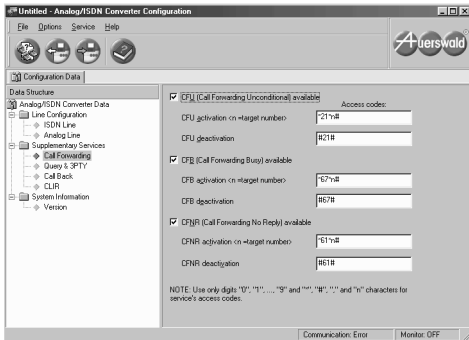 Untitled - Analog/ISDN Converter Configuration
File Options Service Help
Auerswald
Configuration Data
Data Structure
Analog/ISDN Converter Data
Line Configuration
ISDN Line
Analog Line
Supplementary Services
Call Forwarding
Query & 3PTY
Call Back
CLIR
System Information
Version
CFU (Call Forwarding Unconditional) available
Access codes:
CFU activation <n =target number> *21*n#
CFU deactivation #21#
CFB (Call Forwarding Busy) available
CFB activation <n =target number> *67*n#
CFB deactivation #67#
CFNR (Call Forwarding No Reply) available
CFNR activation <n =target number> *61*n#
CFNR deactivation #61#
NOTE: Use only digits "0", "1", ..., "9" and "*", "#", "," and "n" characters for
service's access codes.
Communication: Error Monitor: OFF